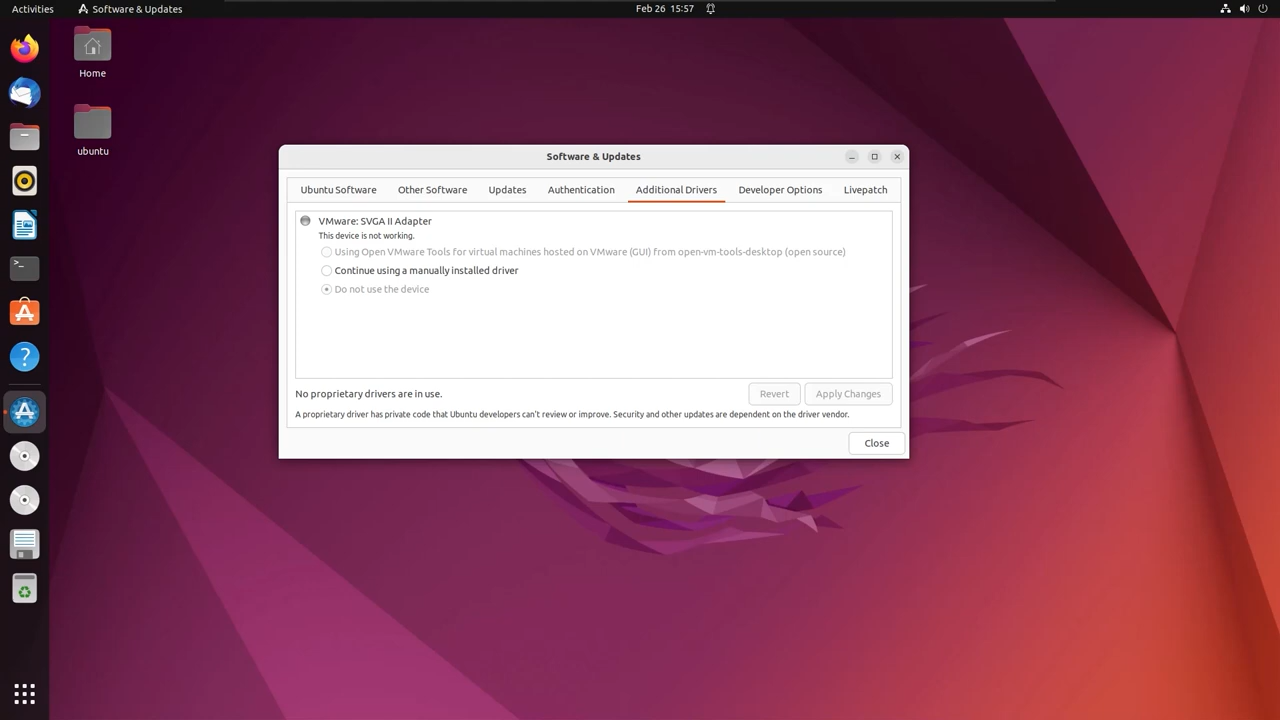 Activities
Software & Updates
Feb 26 15:57
Home
ubuntu
Software & Updates
Ubuntu Software
Other Software
Updates
Authentication
Additional Drivers
Developer Options
Livepatch
VMware: SVGA II Adapter
This device is not working.
Using Open VMware Tools for virtual machines hosted on VMware (GUI) from open-vm-tools-desktop (open source)
Continue using a manually installed driver
Do not use the device
No proprietary drivers are in use.
Revert
Apply Changes
A proprietary driver has private code that Ubuntu developers can't review or improve. Security and other updates are dependent on the driver vendor.
Close